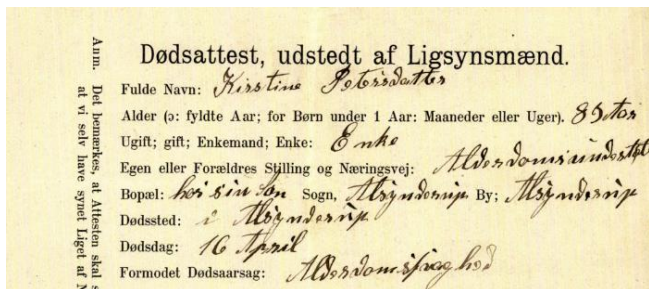 Dødsattest, udstedt af Ligsynsmænd.
Fulde Navn: Kirstine Petersdatter
Alder (ɔ: fyldte Aar; for Børn under 1 Aar: Maaneder eller Uger). 85 Aar
Ugift; gift; Enkemand; Enke: Enke
Egen eller Forældres Stilling og Næringsvej: Alderdomsunderstøt
Bopæl: hos sin Søn Sogn, Alsynderup By; Alsynderup
Dødssted: i Alsynderup
Dødsdag: 16 April
Formodet Dødsaarsag: Alderdomssvaghed
Anm. Det bemærkes, at Attesten skal s
at vi selv have synet Liget af